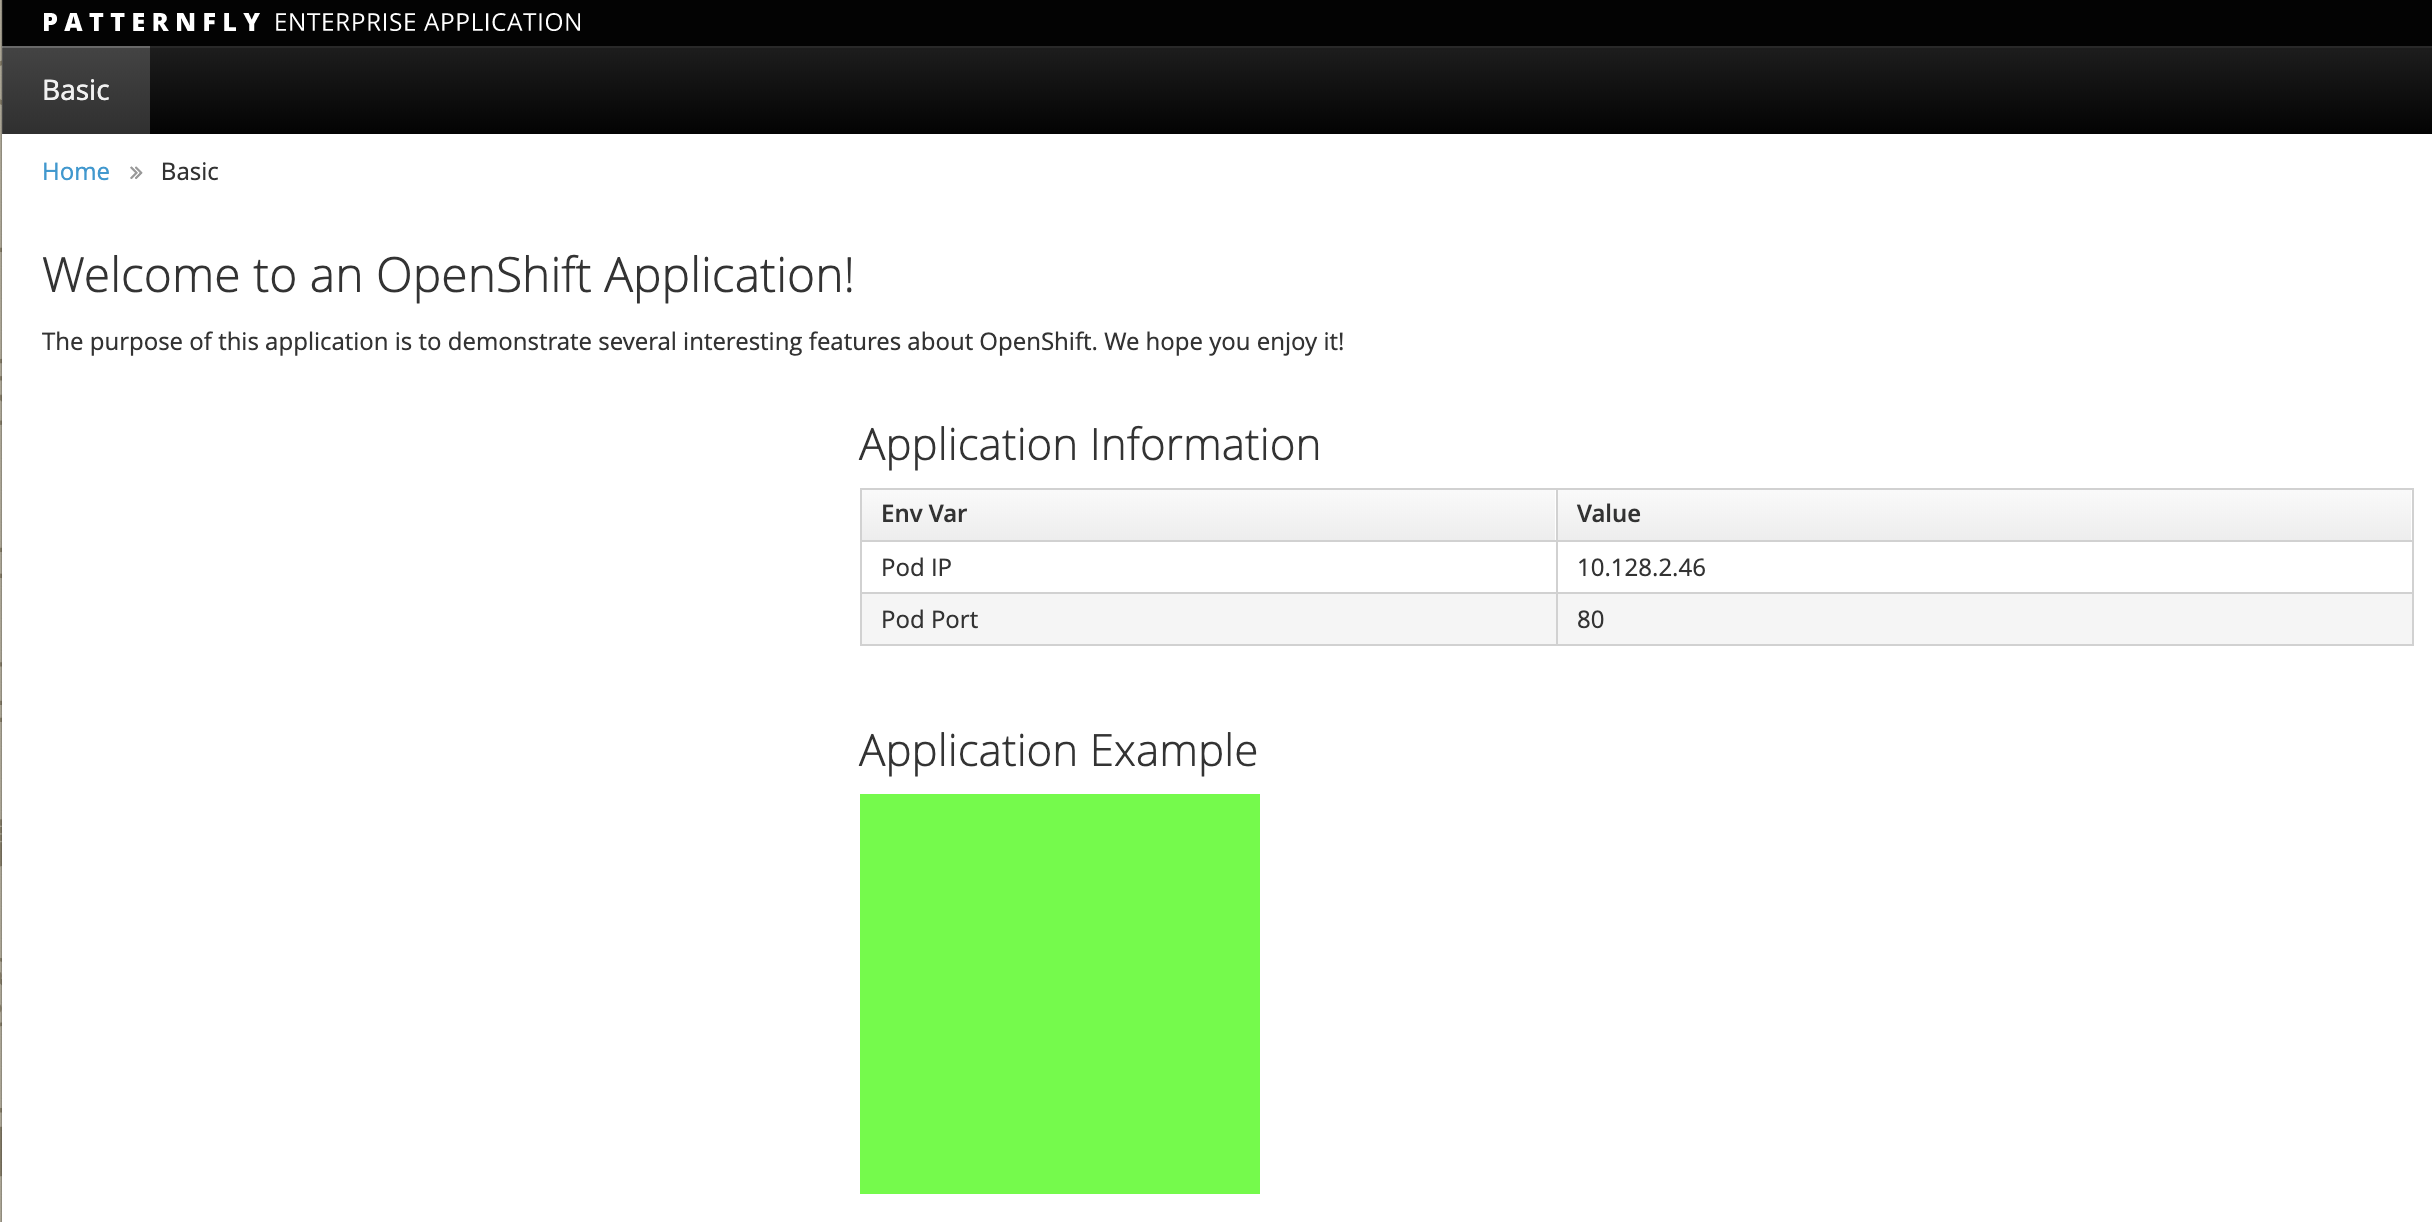 PATTERNFLY ENTERPRISE APPLICATION
Basic
Home » Basic
Welcome to an OpenShift Application!
The purpose of this application is to demonstrate several interesting features about OpenShift. We hope you enjoy it!
Application Information
Env Var Value
Pod IP 10.128.2.46
Pod Port 80
Application Example